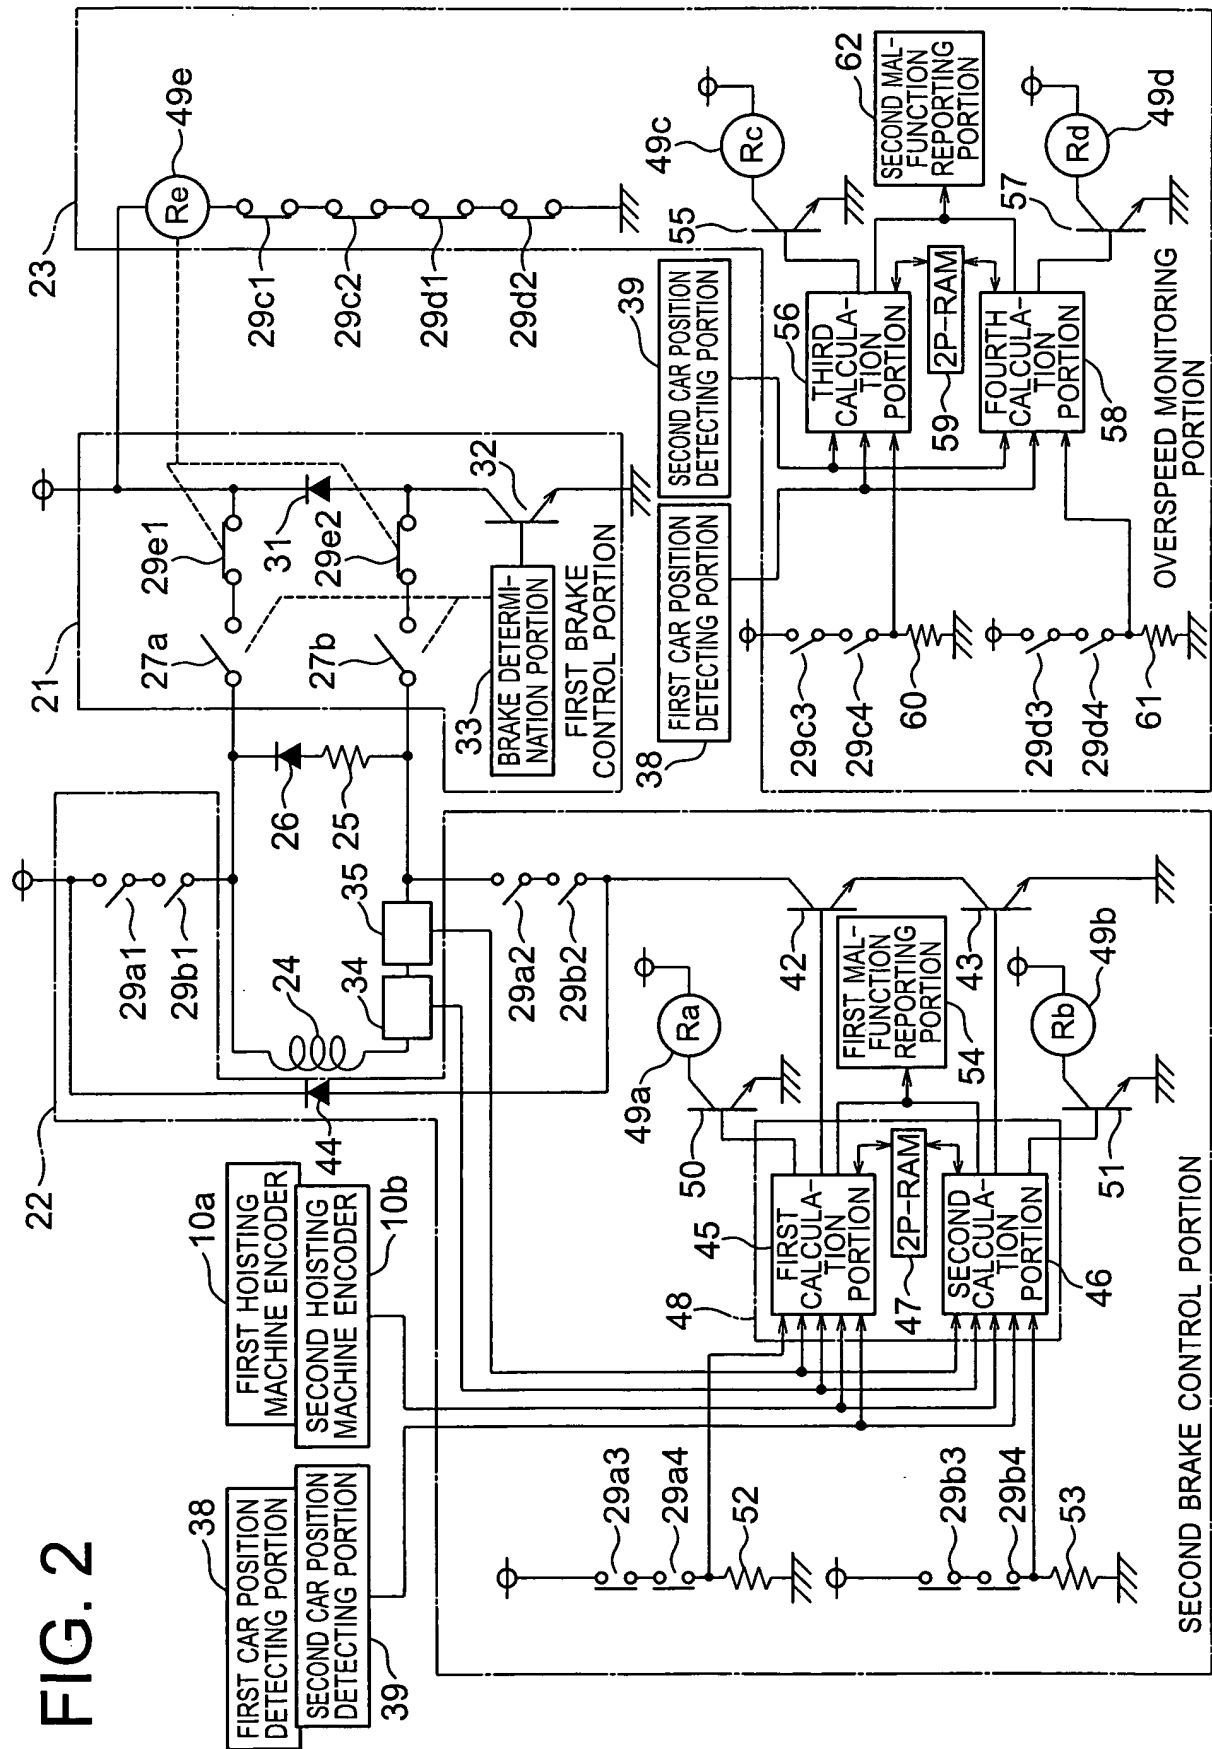 FIG. 2
38
FIRST CAR POSITION
DETECTING PORTION
SECOND CAR POSITION
DETECTING PORTION
39
10a
FIRST HOISTING
MACHINE ENCODER
SECOND HOISTING
MACHINE ENCODER
10b
22
29a1
29b1
24
44
34
35
26
25
29a2
29b2
21
27a
27b
29e1
31
29e2
32
33
BRAKE DETERMI-
NATION PORTION
FIRST BRAKE
CONTROL PORTION
23
Re
49e
29c1
29c2
29d1
29d2
29a3
29a4
52
29b3
29b4
53
48
45
FIRST
CALCULA-
TION
PORTION
47
2P-RAM
SECOND
CALCULA-
TION
PORTION
46
50
49a
Ra
42
FIRST MAL-
FUNCTION
REPORTING
PORTION
54
43
49b
Rb
51
SECOND BRAKE CONTROL PORTION
38
FIRST CAR POSITION
DETECTING PORTION
39
SECOND CAR POSITION
DETECTING PORTION
29c3
29c4
60
29d3
29d4
61
56
THIRD
CALCULA-
TION
PORTION
59
2P-RAM
FOURTH
CALCULA-
TION
PORTION
58
55
49c
Rc
62
SECOND MAL-
FUNCTION
REPORTING
PORTION
57
Rd
49d
OVERSPEED MONITORING
PORTION